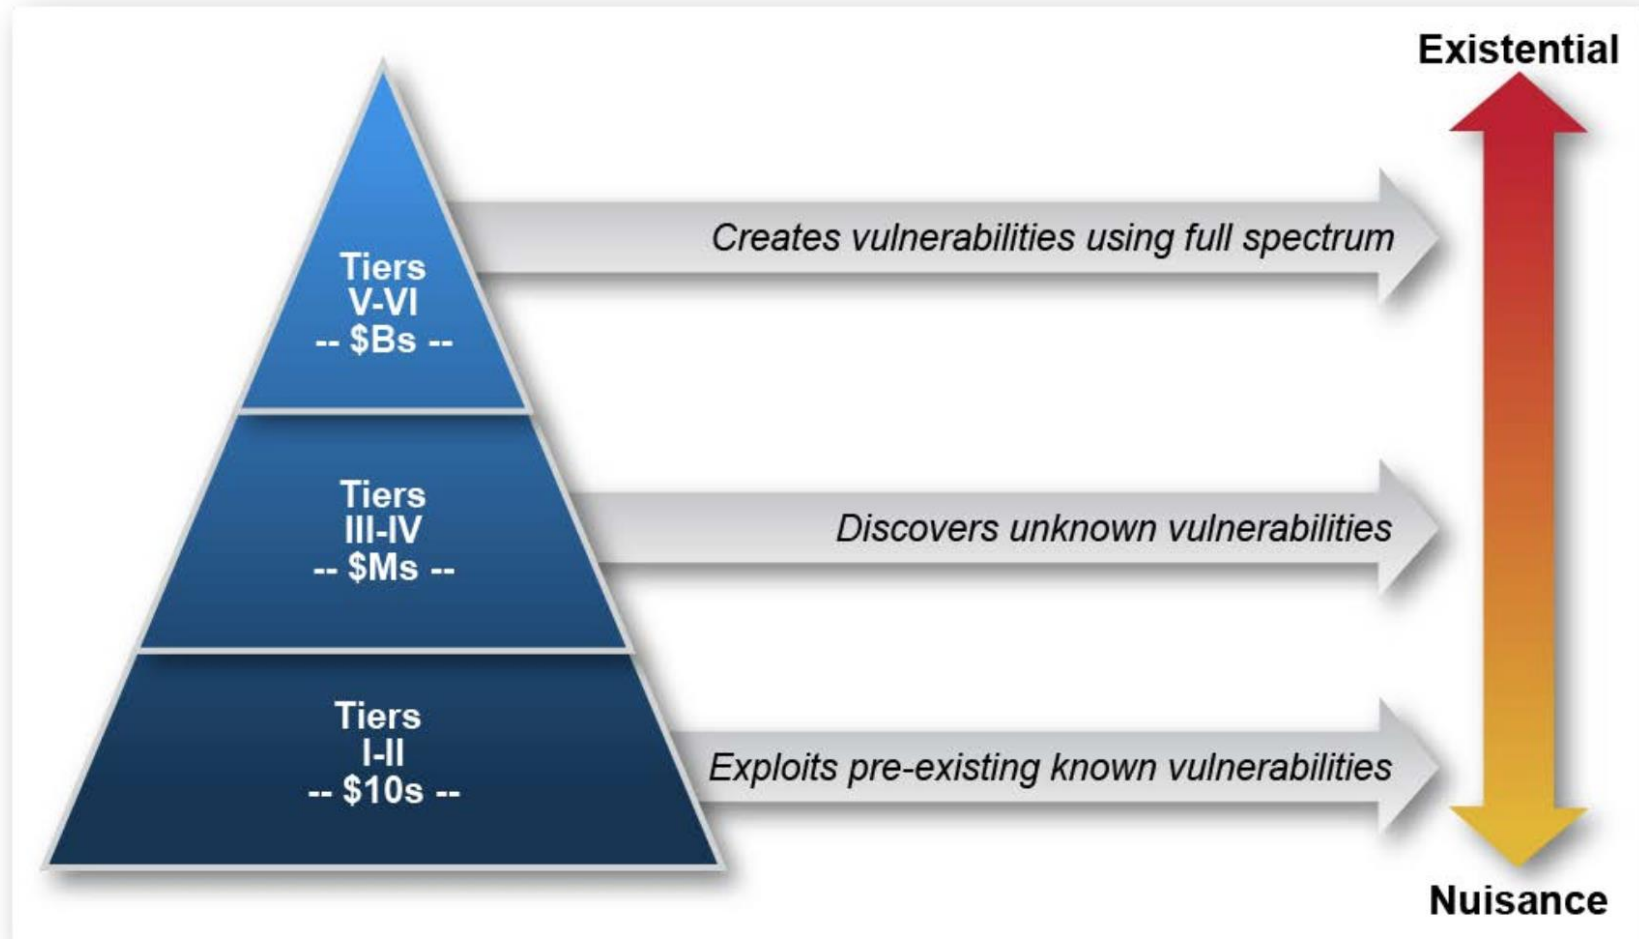 Existential
Creates vulnerabilities using full spectrum
Tiers
V-VI
-- $Bs --
Tiers
III-IV
-- $Ms --
Discovers unknown vulnerabilities
Tiers
I-II
-- $10s --
Exploits pre-existing known vulnerabilities
Nuisance